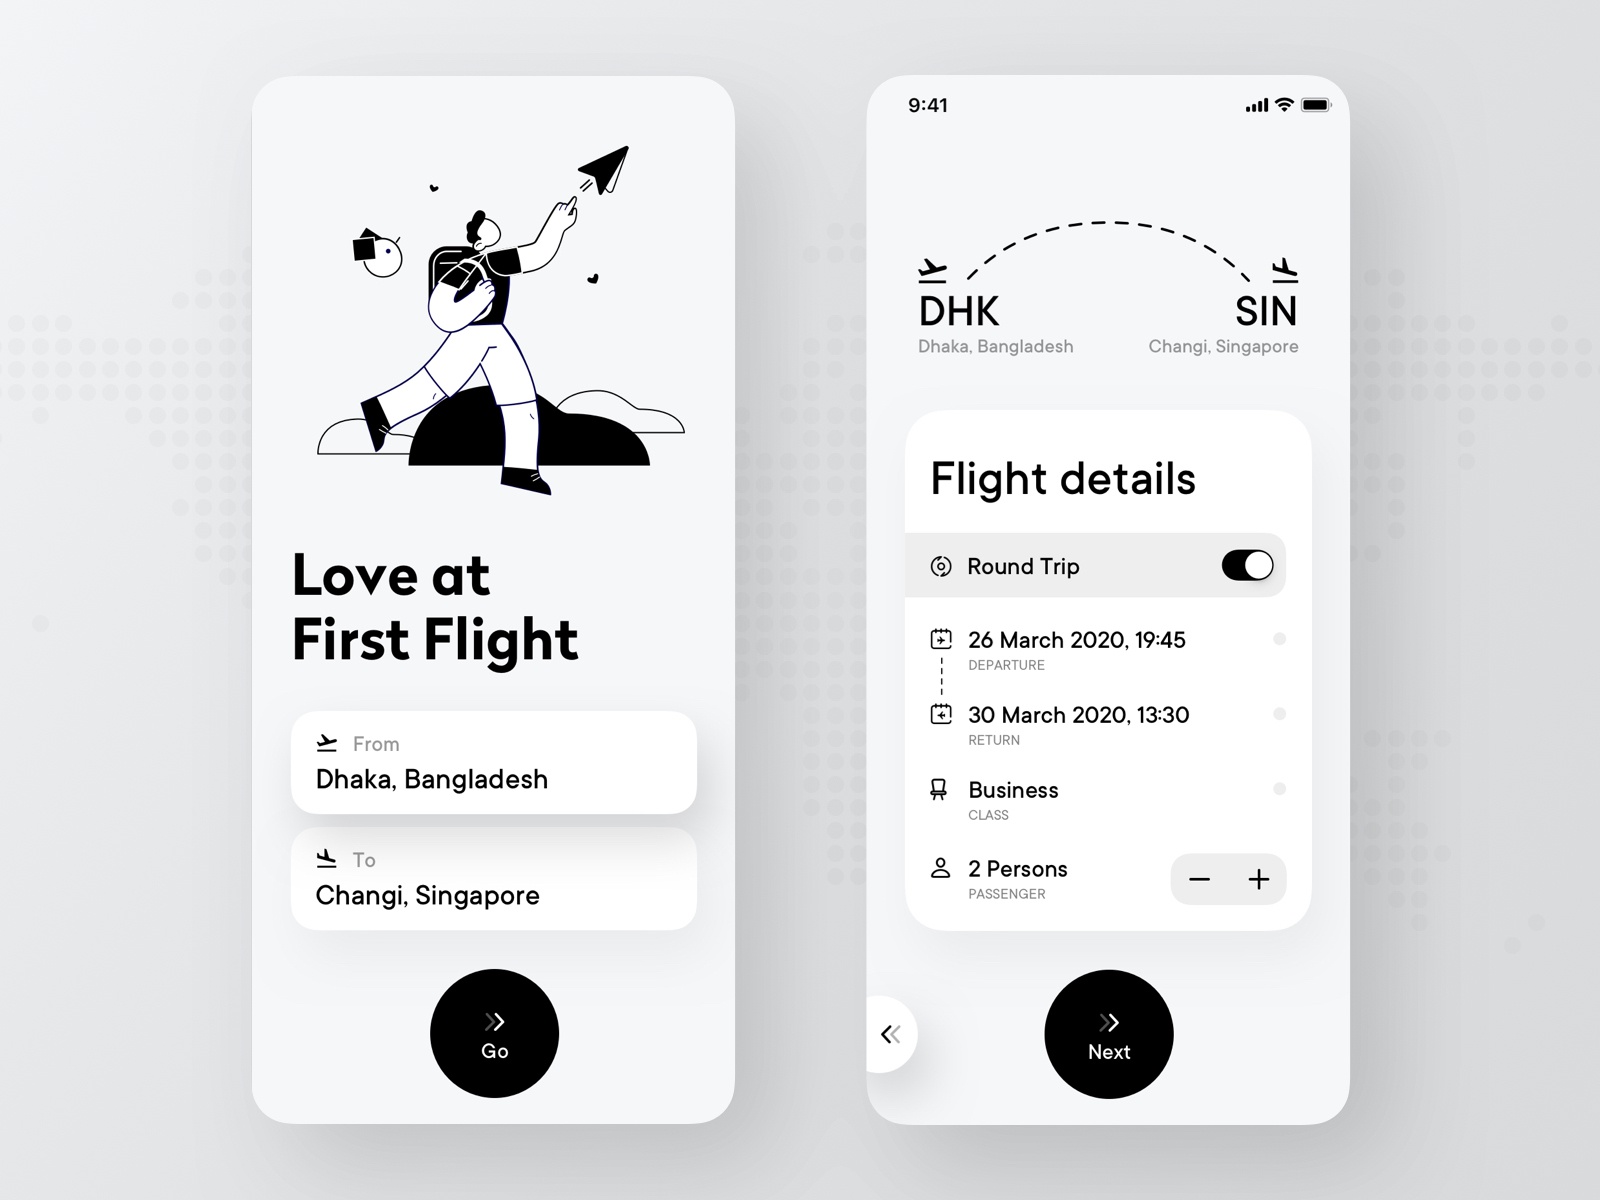 Love at
First Flight
From
Dhaka, Bangladesh
To
Changi, Singapore
Go
9:41
DHK
SIN
Dhaka, Bangladesh
Changi, Singapore
Flight details
Round Trip
26 March 2020, 19:45
DEPARTURE
30 March 2020, 13:30
RETURN
Business
CLASS
2 Persons
PASSENGER
Next